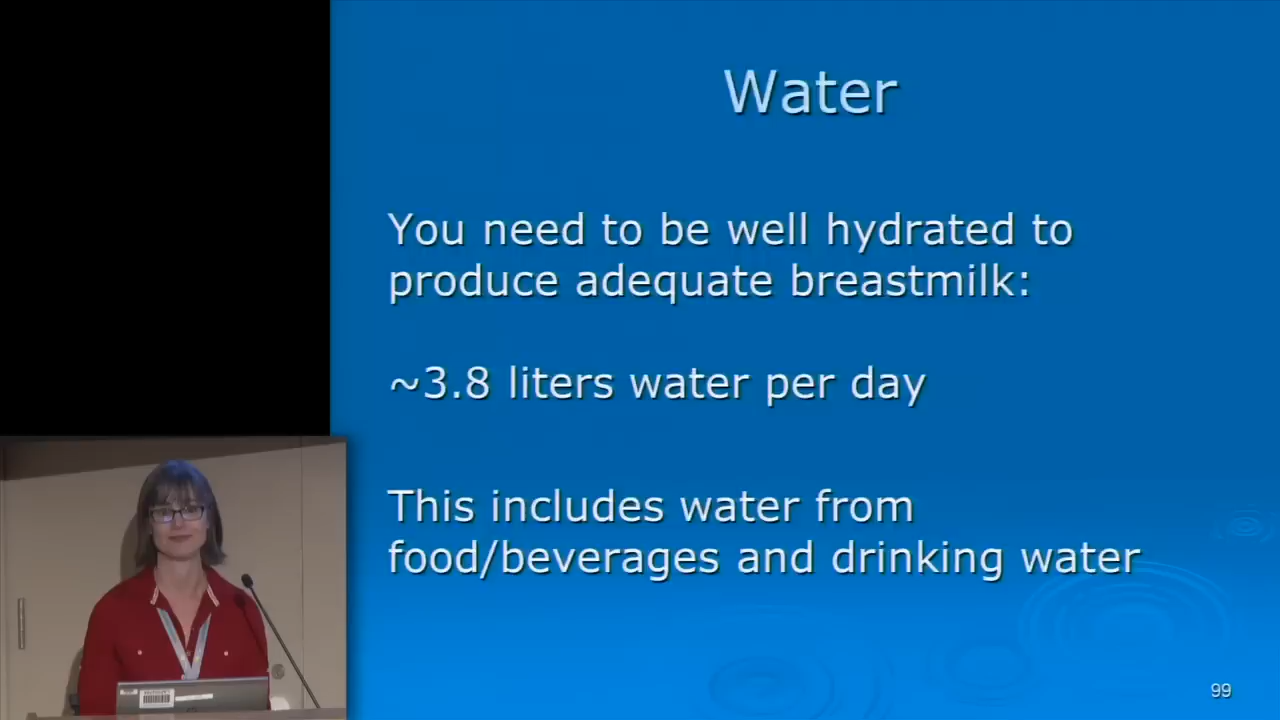 Water
You need to be well hydrated to
produce adequate breastmilk:
~3.8 liters water per day
This includes water from
food/beverages and drinking water
99